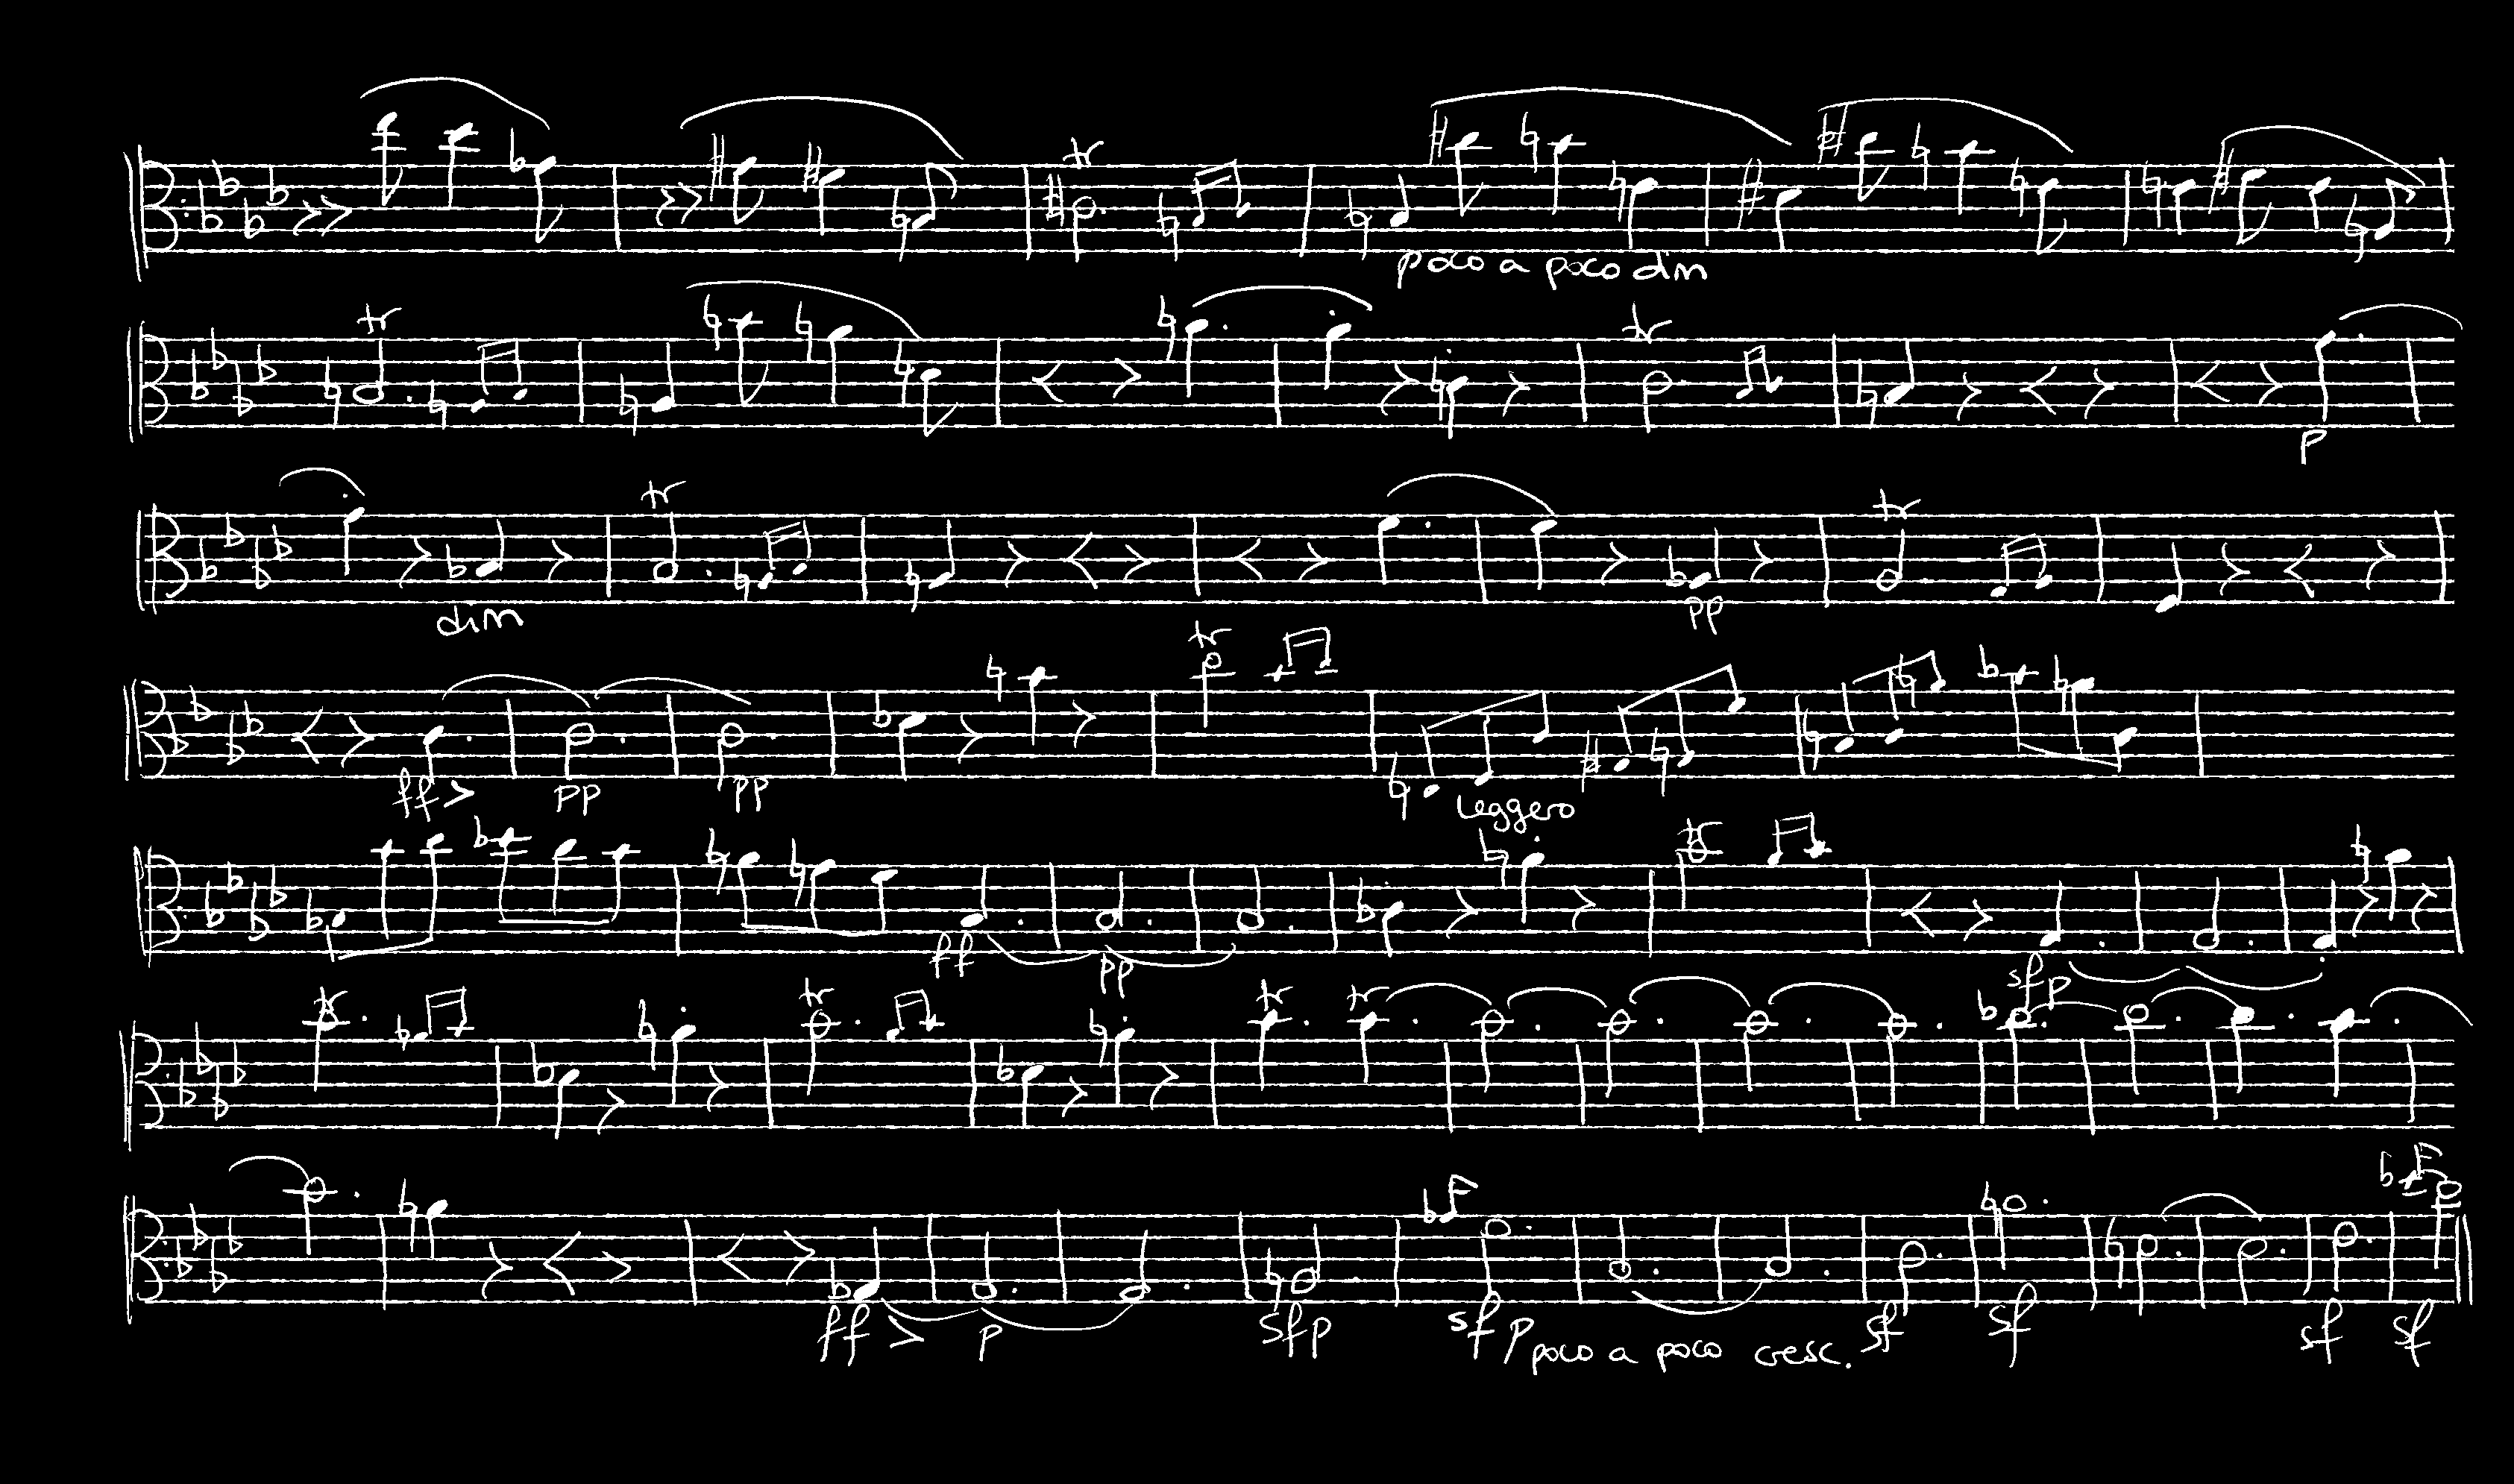 tr
poco a poco dim
tr tr
p
tr tr
dim pp
tr
ff pp pp leggero
tr
ff pp sfp
tr tr tr tr
ff p sfp sf p poco a poco cresc. sf sf sf sf